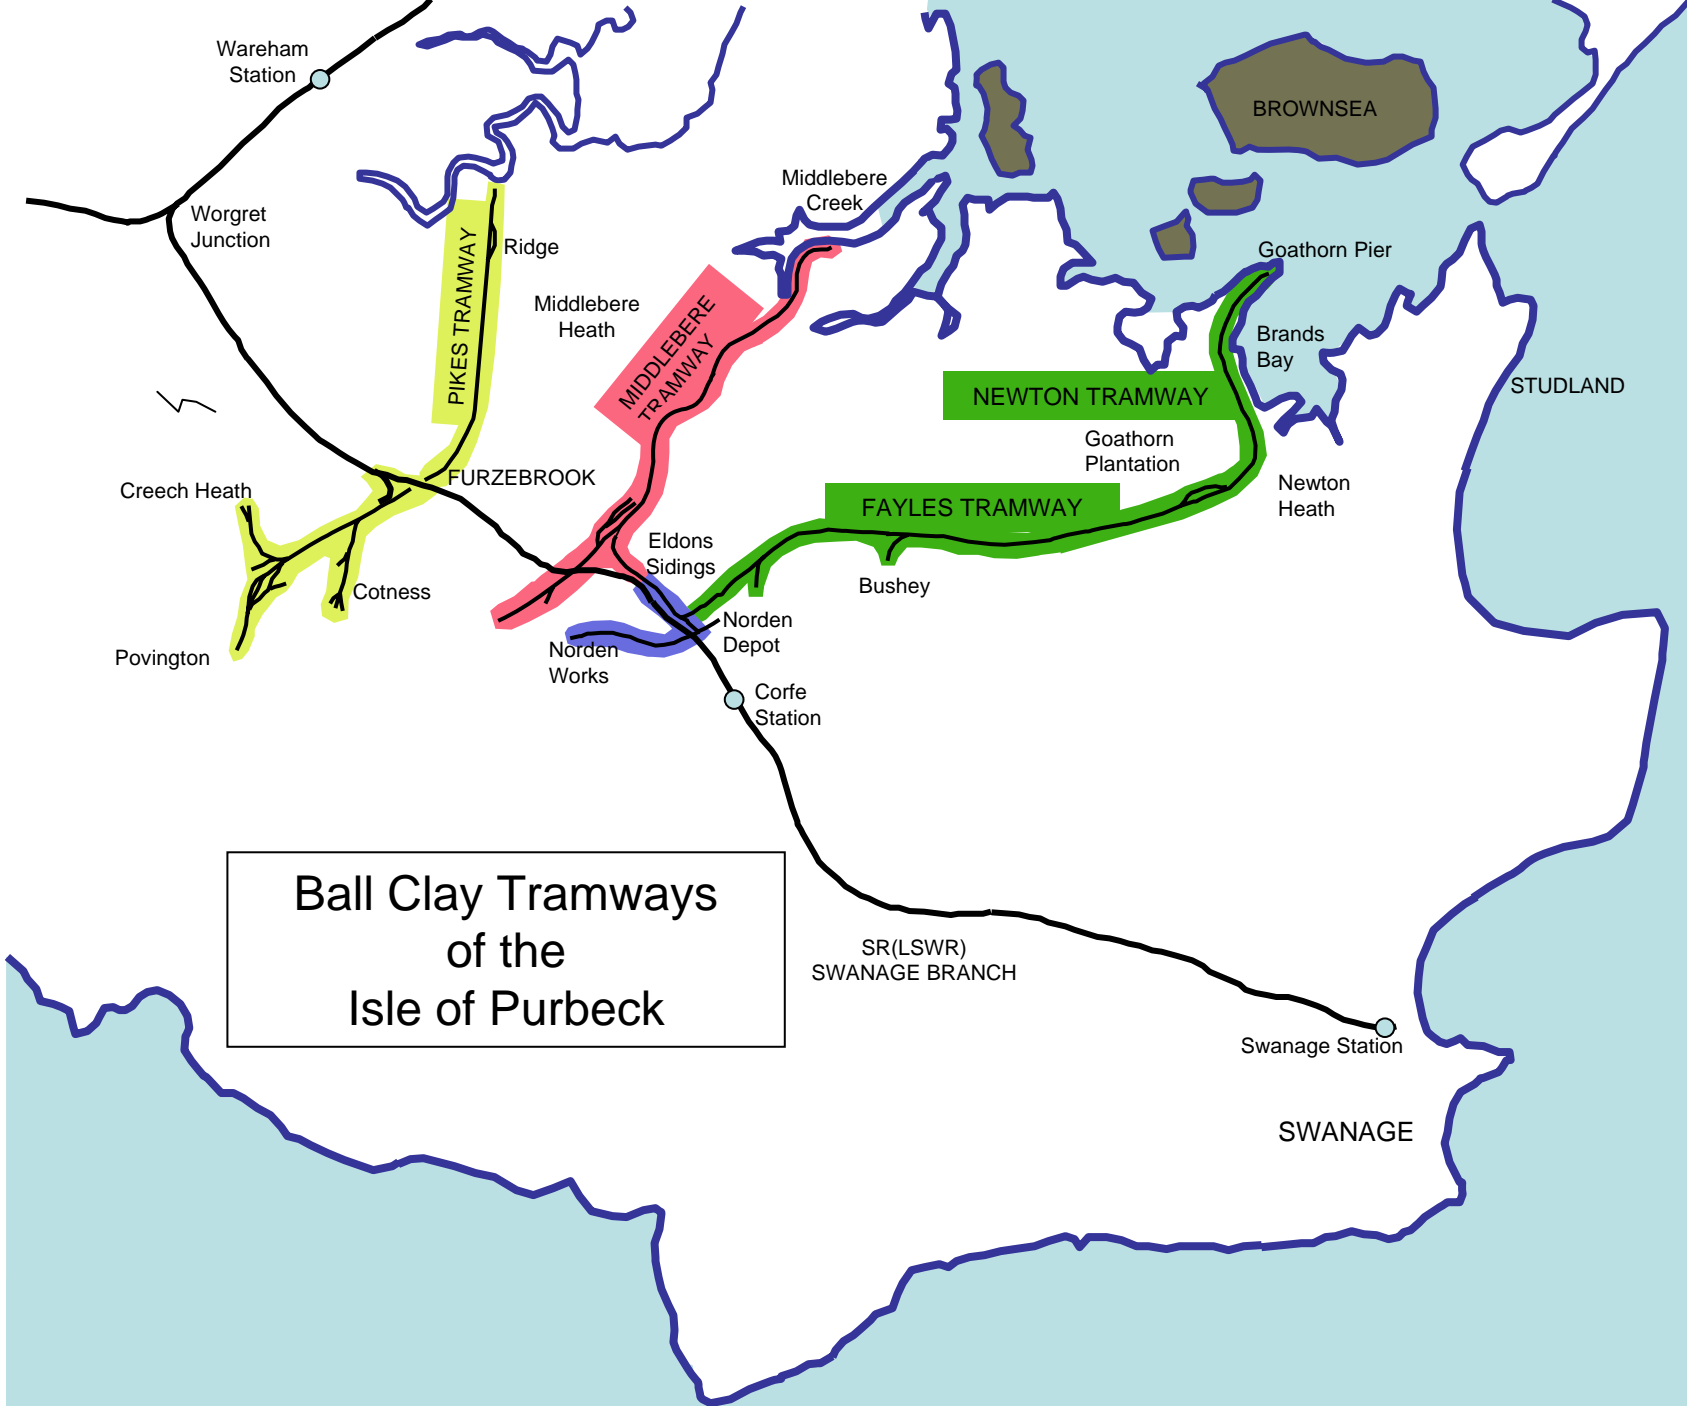 Wareham
Station
BROWNSEA
Middlebere
Creek
Worgret
Junction
Ridge
PIKES TRAMWAY
Goathorn Pier
Middlebere
Heath
MIDDLEBERE
TRAMWAY
Brands
Bay
STUDLAND
NEWTON TRAMWAY
Goathorn
Plantation
FURZEBROOK
Creech Heath
Newton
Heath
FAYLES TRAMWAY
Eldons
Sidings
Bushey
Cotness
Norden
Depot
Povington
Norden
Works
Corfe
Station
Ball Clay Tramways
of the
Isle of Purbeck
SR(LSWR)
SWANAGE BRANCH
Swanage Station
SWANAGE